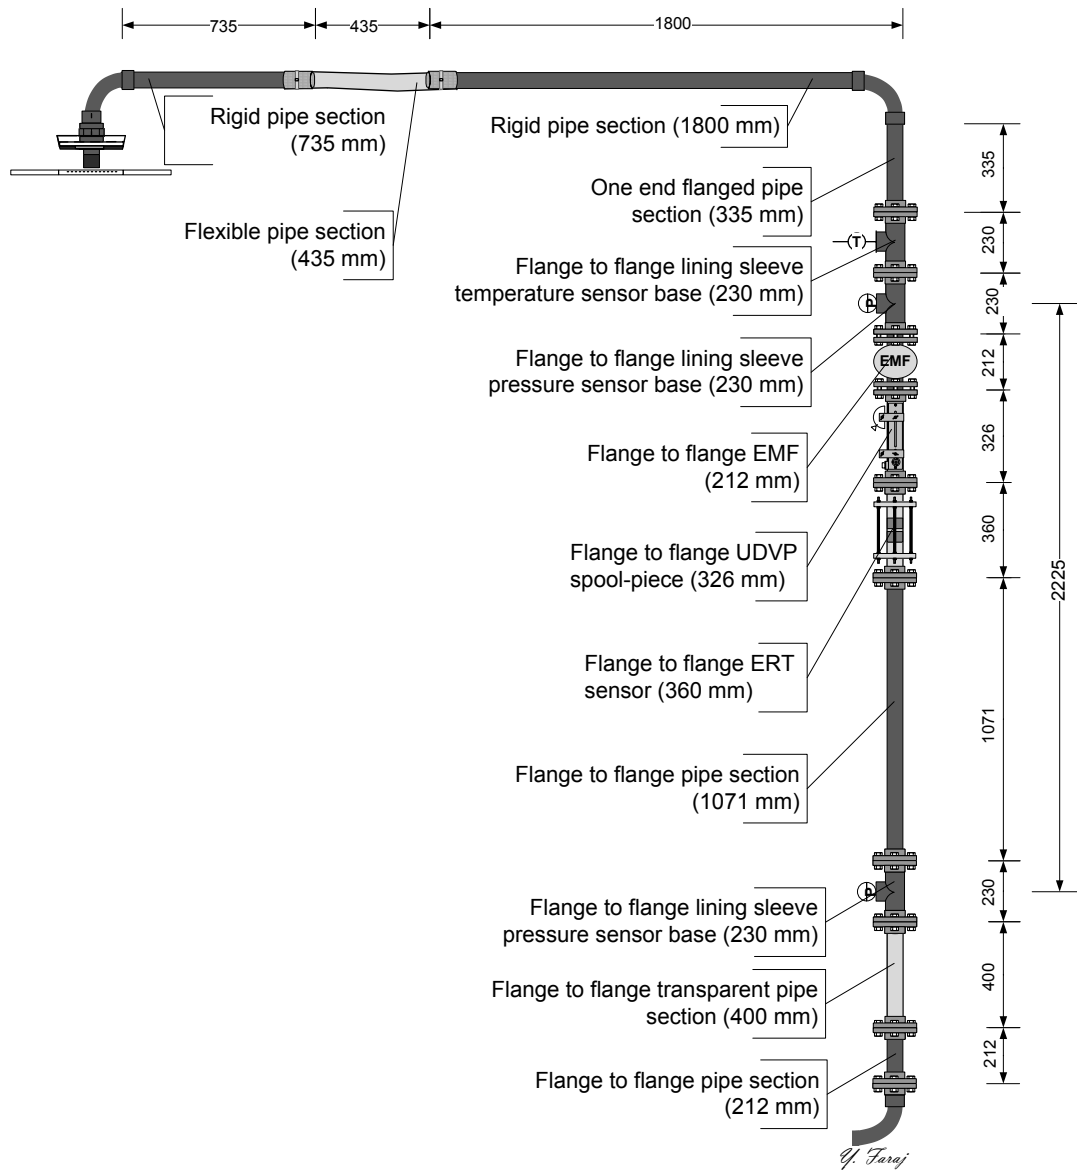 735
435
1800
Rigid pipe section
(735 mm)
Rigid pipe section (1800 mm)
One end flanged pipe
section (335 mm)
335
Flexible pipe section
(435 mm)
T
230
Flange to flange lining sleeve
temperature sensor base (230 mm)
P
230
Flange to flange lining sleeve
pressure sensor base (230 mm)
EMF
212
Flange to flange EMF
(212 mm)
326
Flange to flange UDVP
spool-piece (326 mm)
360
2225
Flange to flange ERT
sensor (360 mm)
1071
Flange to flange pipe section
(1071 mm)
P
230
Flange to flange lining sleeve
pressure sensor base (230 mm)
Flange to flange transparent pipe
section (400 mm)
400
212
Flange to flange pipe section
(212 mm)
Y. Faraj